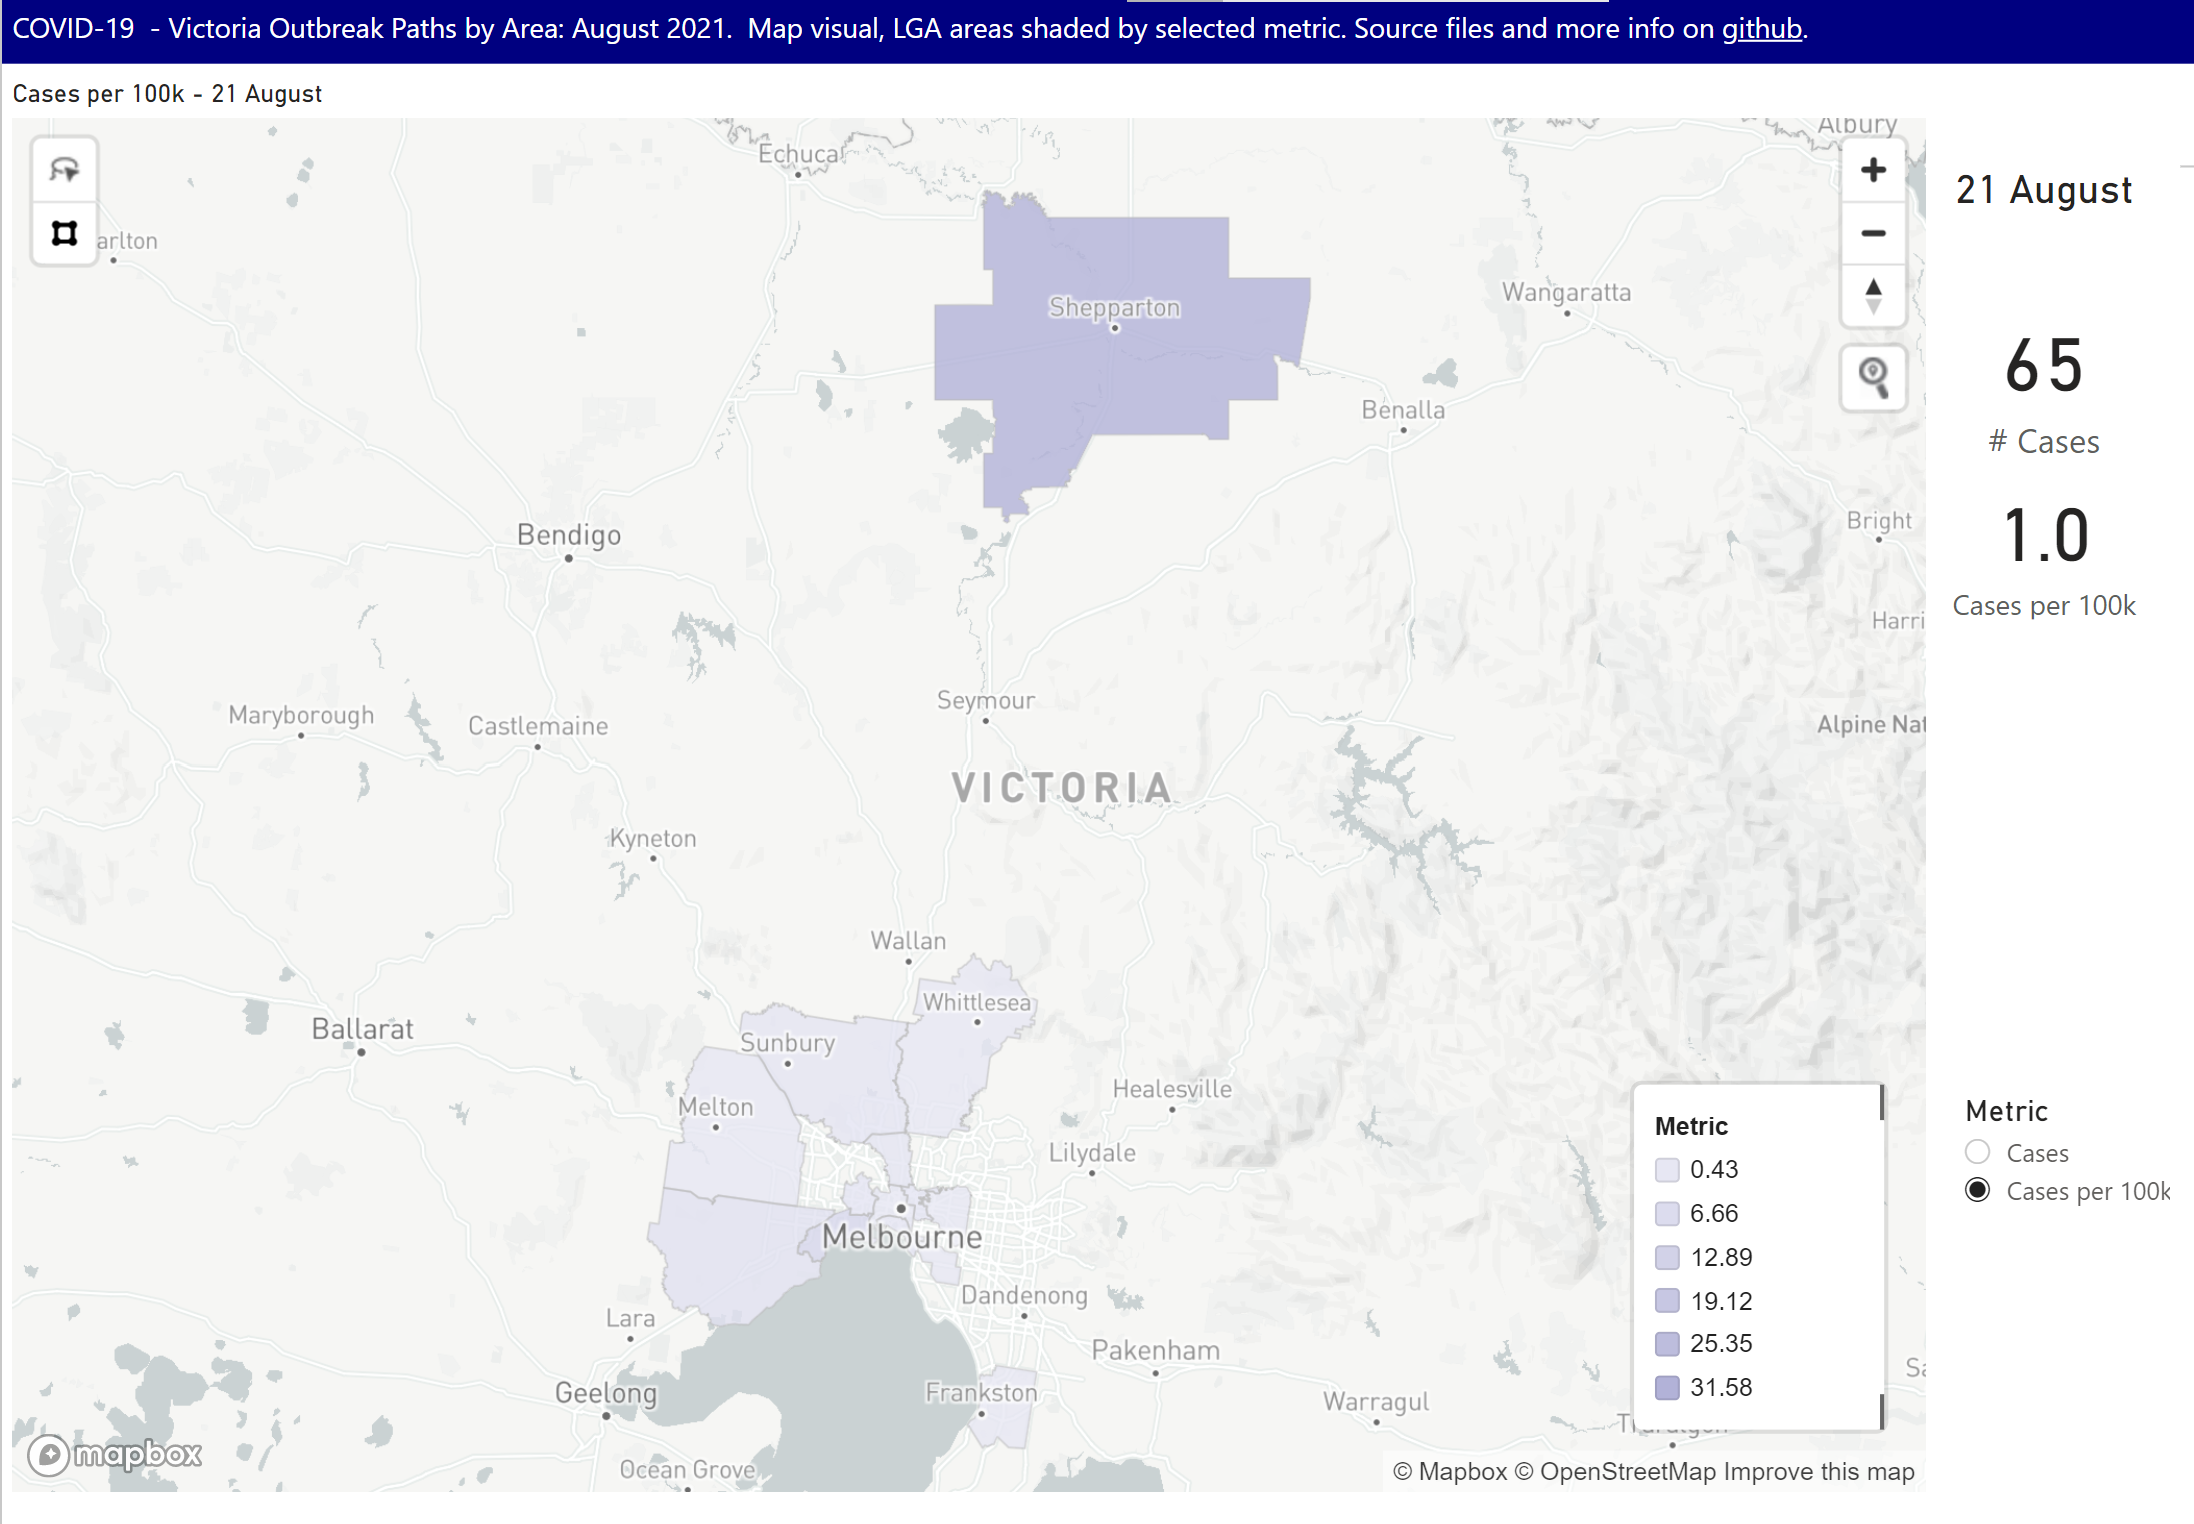 COVID-19 - Victoria Outbreak Paths by Area: August 2021. Map visual, LGA areas shaded by selected metric. Source files and more info on github.
Cases per 100k - 21 August
Albury
Echuca
21 August
arlton
Wangaratta
Shepparton
65
# Cases
Benalla
1.0
Cases per 100k
Bright
Bendigo
Harri
Seymour
Maryborough
Castlemaine
Alpine Nat
VICTORIA
Kyneton
Wallan
Whittlesea
Ballarat
Sunbury
Healesville
Melton
Lilydale
Melbourne
Dandenong
Lara
Pakenham
Geelong
Frankston
Warragul
Sa
Ocean Grove
Metric
0.43
6.66
12.89
19.12
25.35
31.58
Metric
Cases
Cases per 100k
mapbox
© Mapbox © OpenStreetMap Improve this map